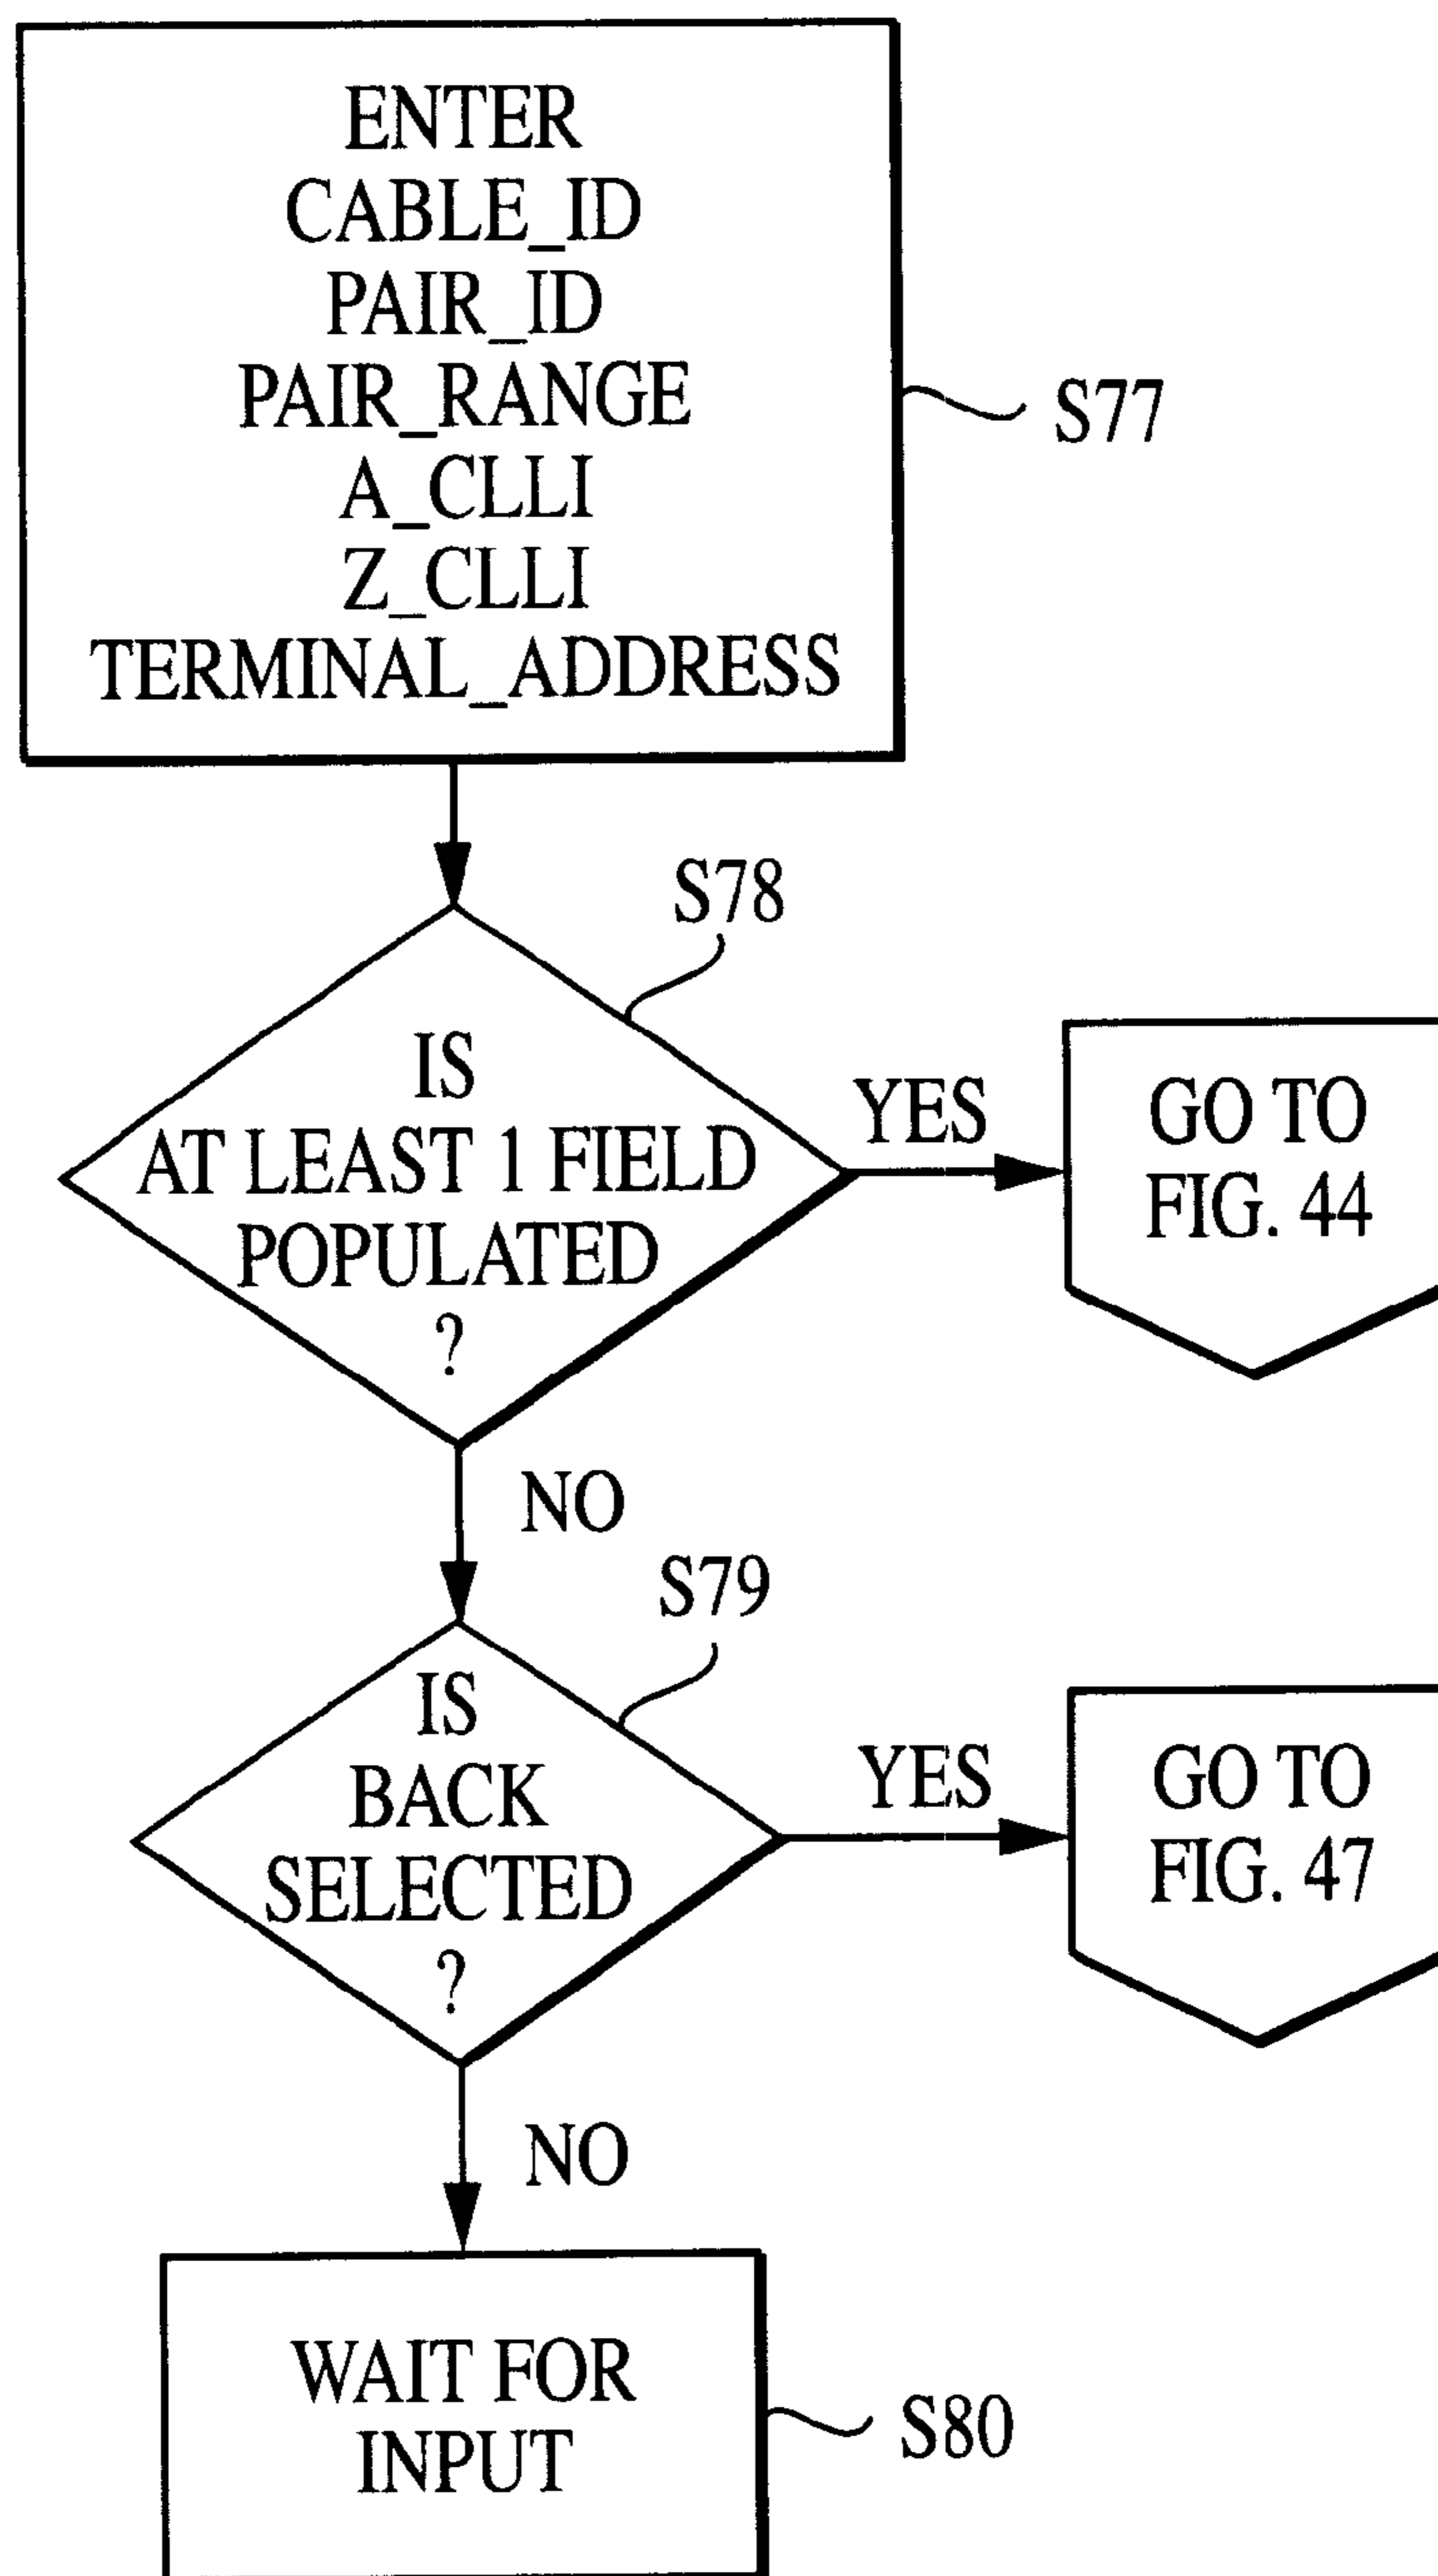 ENTER
CABLE_ID
PAIR_ID
PAIR_RANGE
A_CLLI
Z_CLLI
TERMINAL_ADDRESS
S77
S78
IS
AT LEAST 1 FIELD
POPULATED
?
YES
GO TO
FIG. 44
NO
S79
IS
BACK
SELECTED
?
YES
GO TO
FIG. 47
NO
WAIT FOR
INPUT
S80